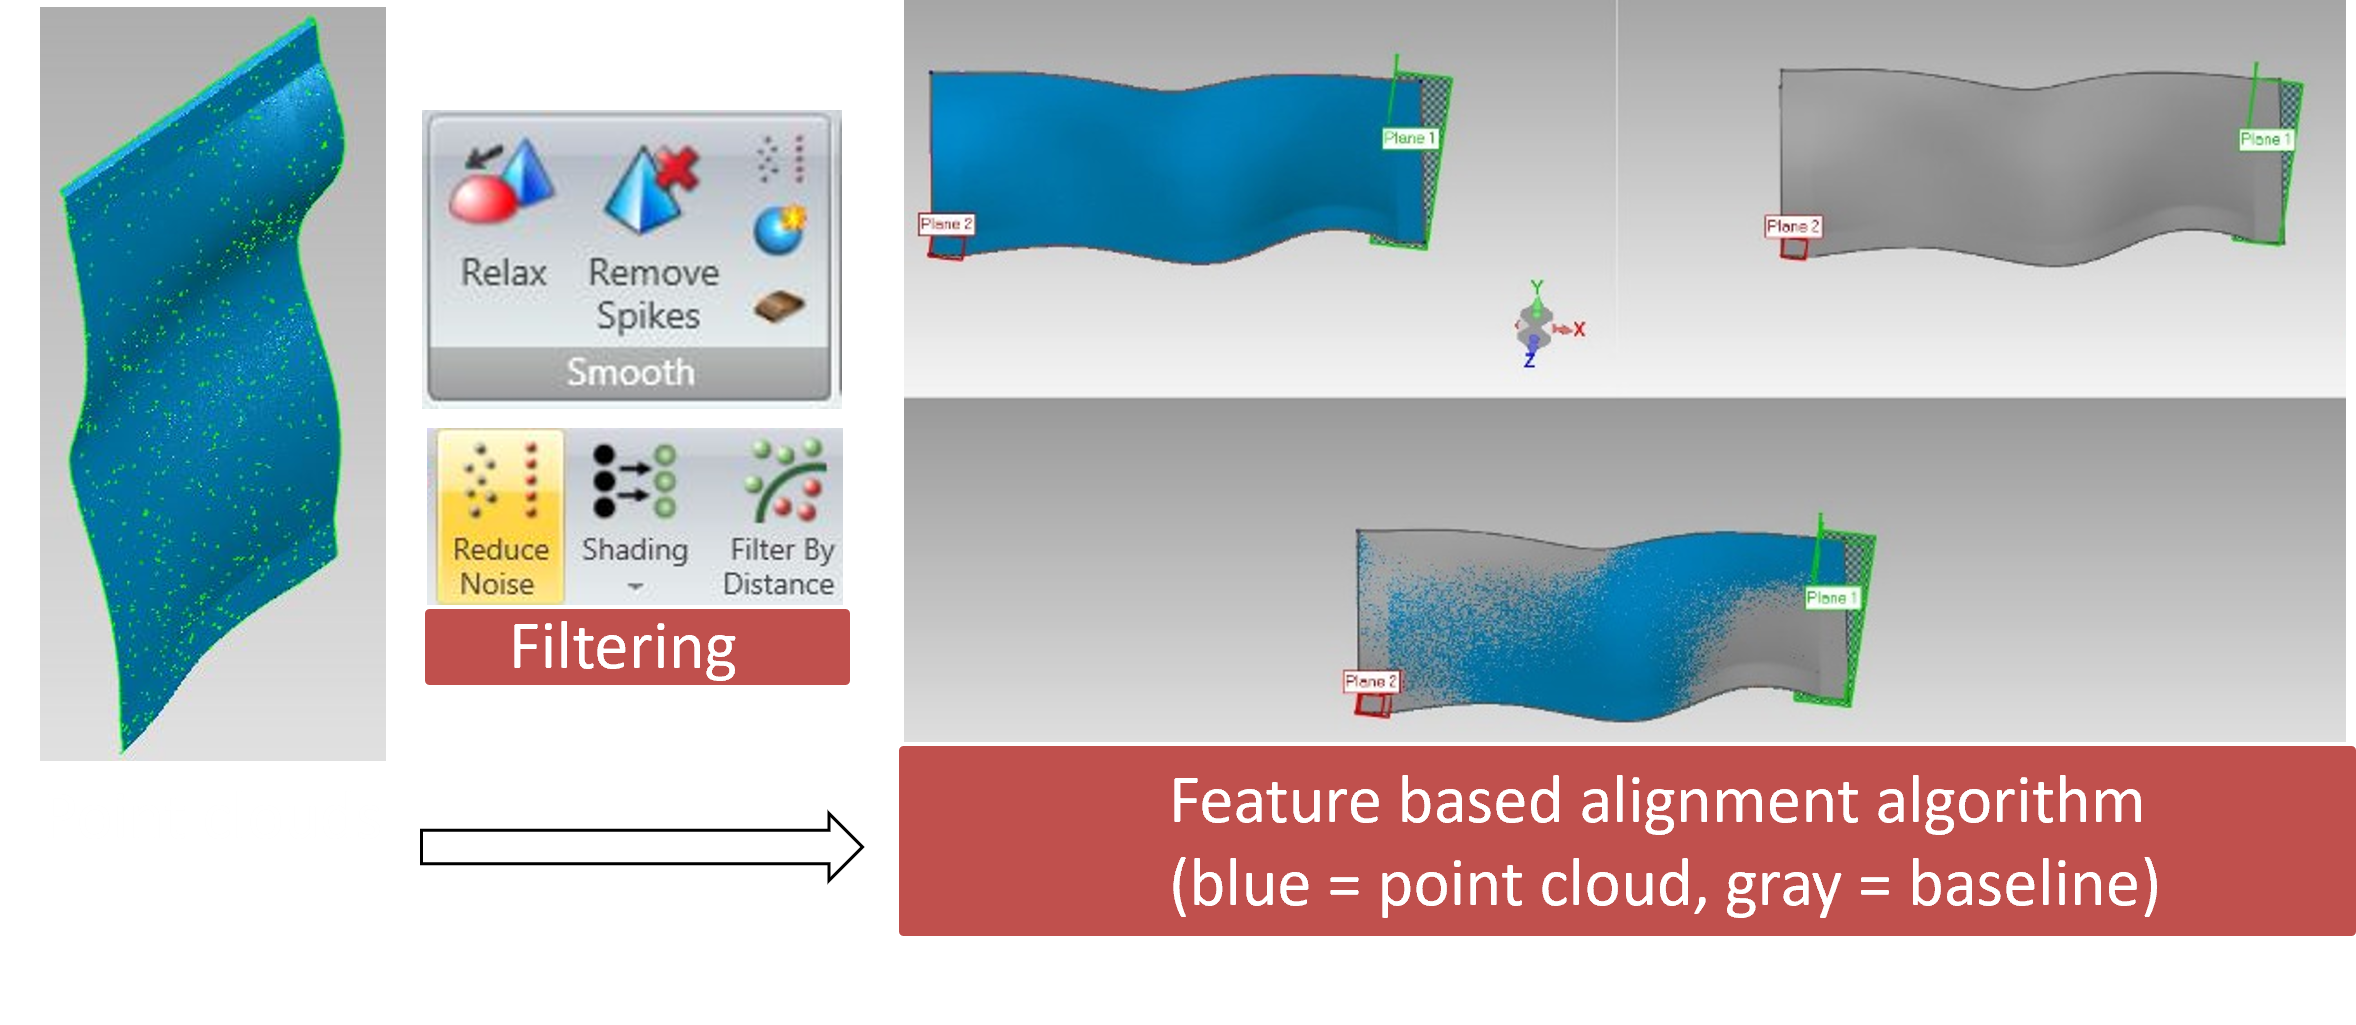 Relax
Remove
Spikes
Smooth
Reduce
Noise
Shading
Filter By
Distance
Filtering
Plane 1
Plane 2
Plane 1
Plane 2
Y
X
Z
Plane 1
Plane 2
Feature based alignment algorithm
(blue = point cloud, gray = baseline)